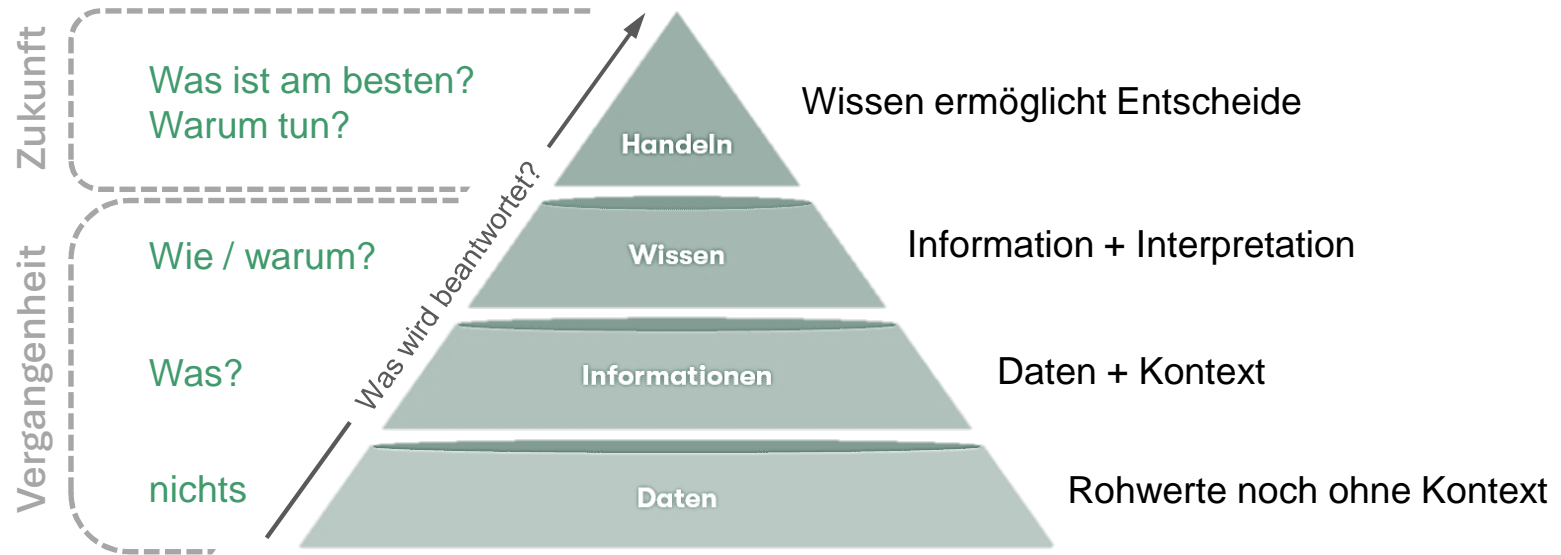 Zukunft
Was ist am besten?
Warum tun?
Handeln
Wissen ermöglicht Entscheide
Was wird beantwortet?
Vergangenheit
Wie / warum?
Wissen
Information + Interpretation
Was?
Informationen
Daten + Kontext
nichts
Daten
Rohwerte noch ohne Kontext